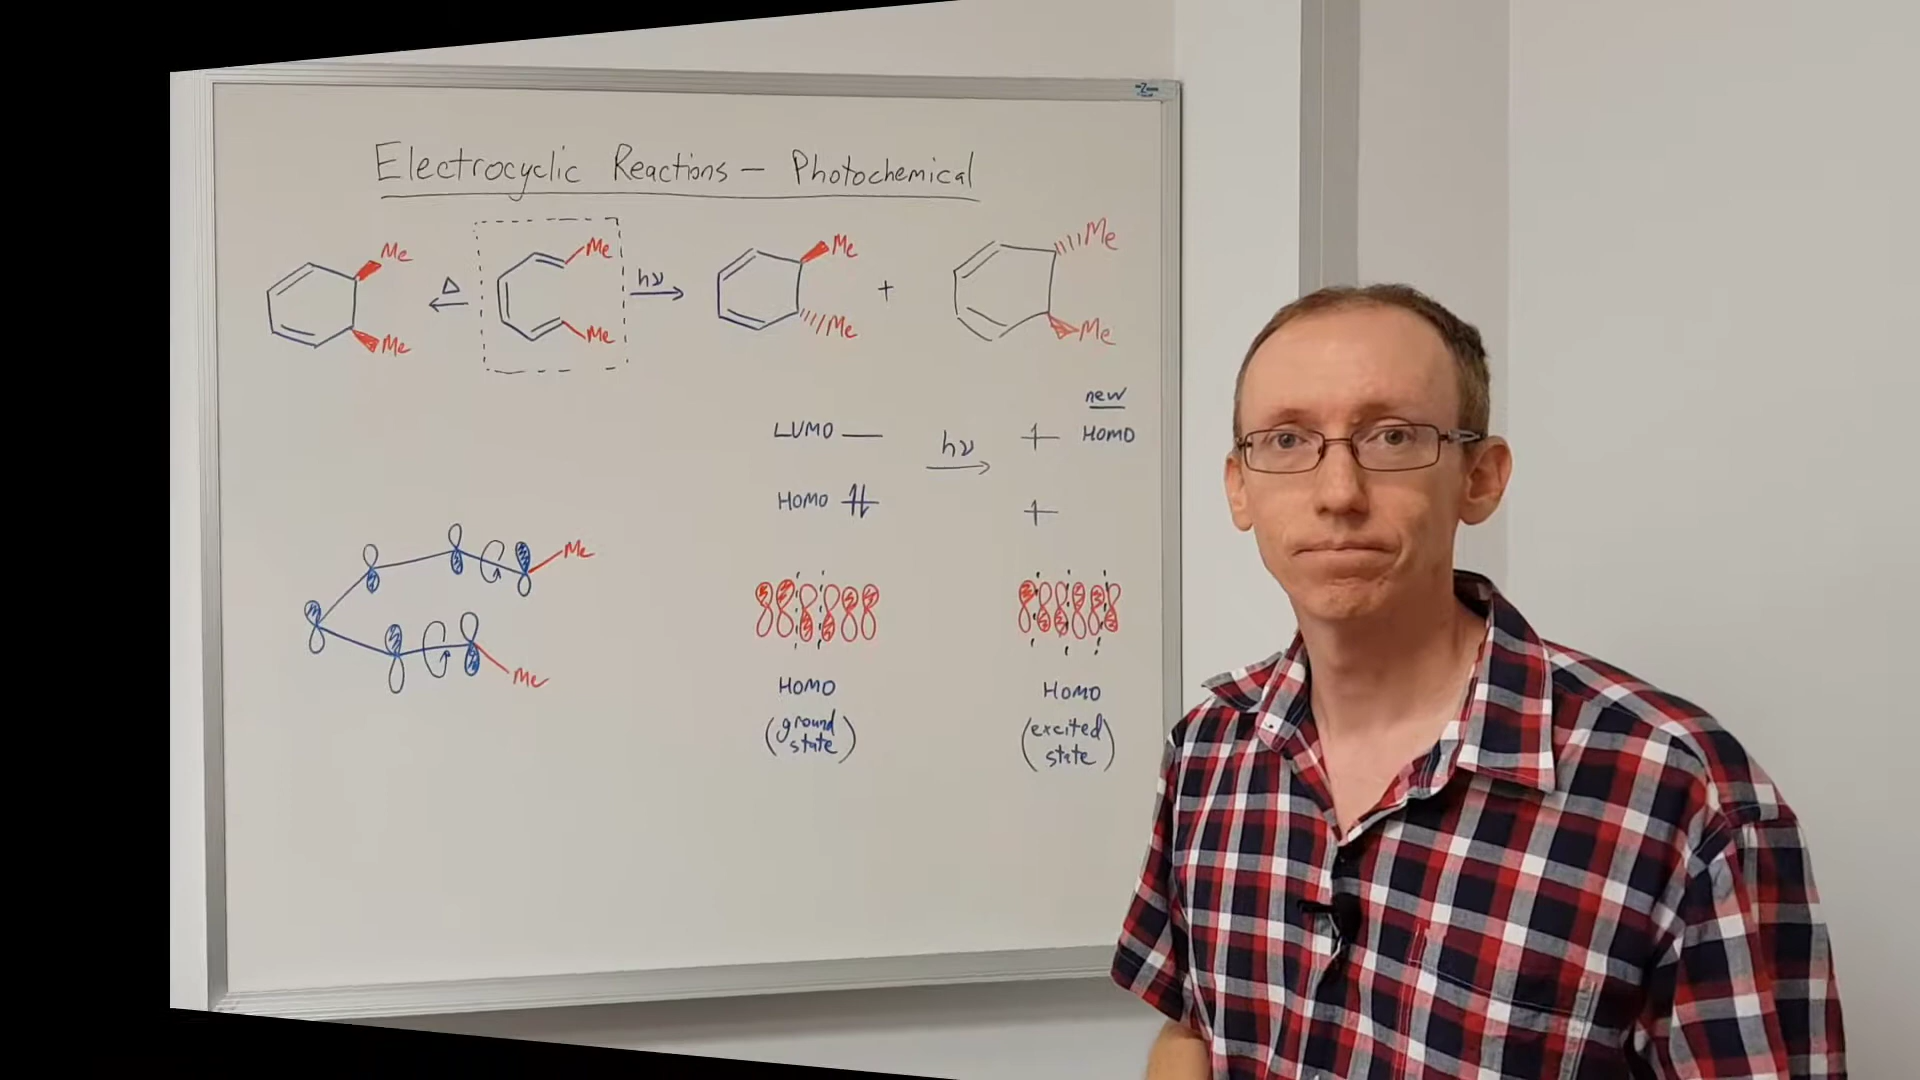 Electrocyclic Reactions — Photochemical
Me
Me
Δ
Me
Me
hν
Me
Me
+
Me
Me
LUMO
HOMO
hν
new
HOMO
Me
Me
HOMO
(ground
state)
HOMO
(excited
state)